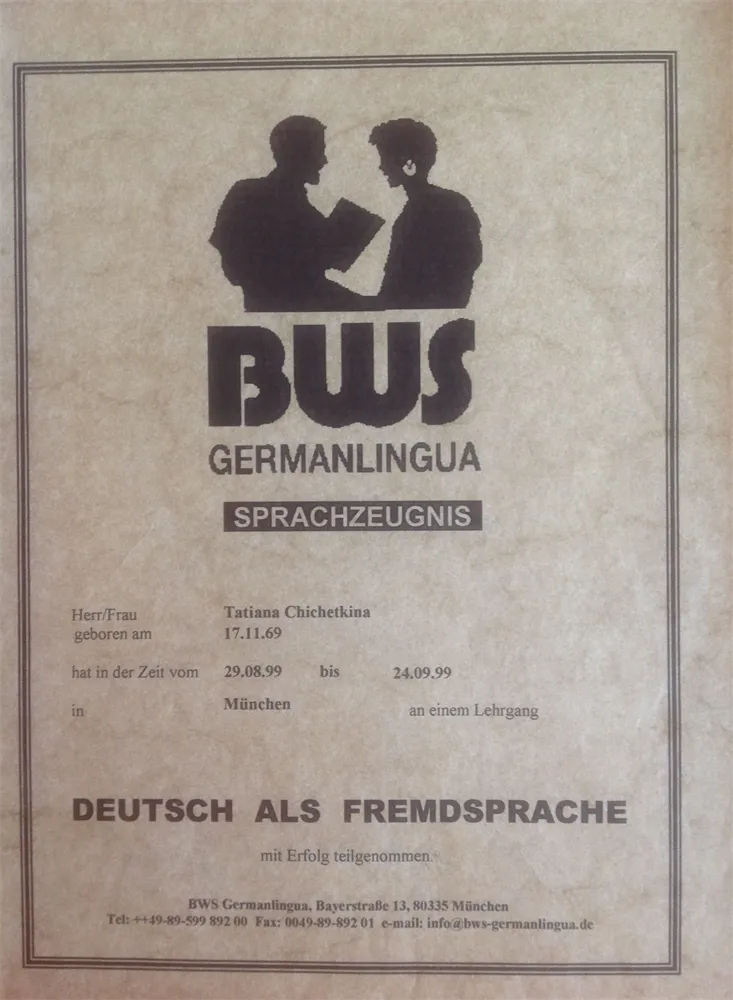 BWS
GERMANLINGUA
SPRACHZEUGNIS
Herr/Frau Tatiana Chichetkina
geboren am 17.11.69
hat in der Zeit vom 29.08.99 bis 24.09.99
in München an einem Lehrgang
DEUTSCH ALS FREMDSPRACHE
mit Erfolg teilgenommen.
BWS Germanlingua, Bayerstraße 13, 80335 München
Tel: ++49-89-599 892 00 Fax: 0049-89-892 01 e-mail: info@bws-germanlingua.de